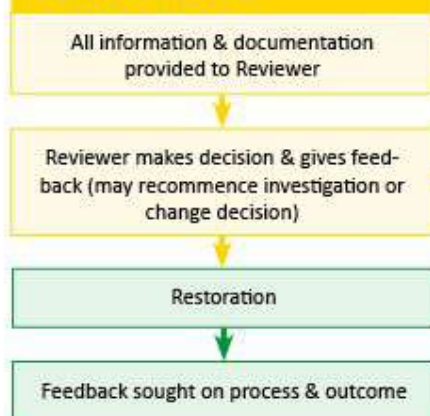 All information & documentation
provided to Reviewer
Reviewer makes decision & gives feed-
back (may recommence investigation or
change decision)
Restoration
Feedback sought on process & outcome